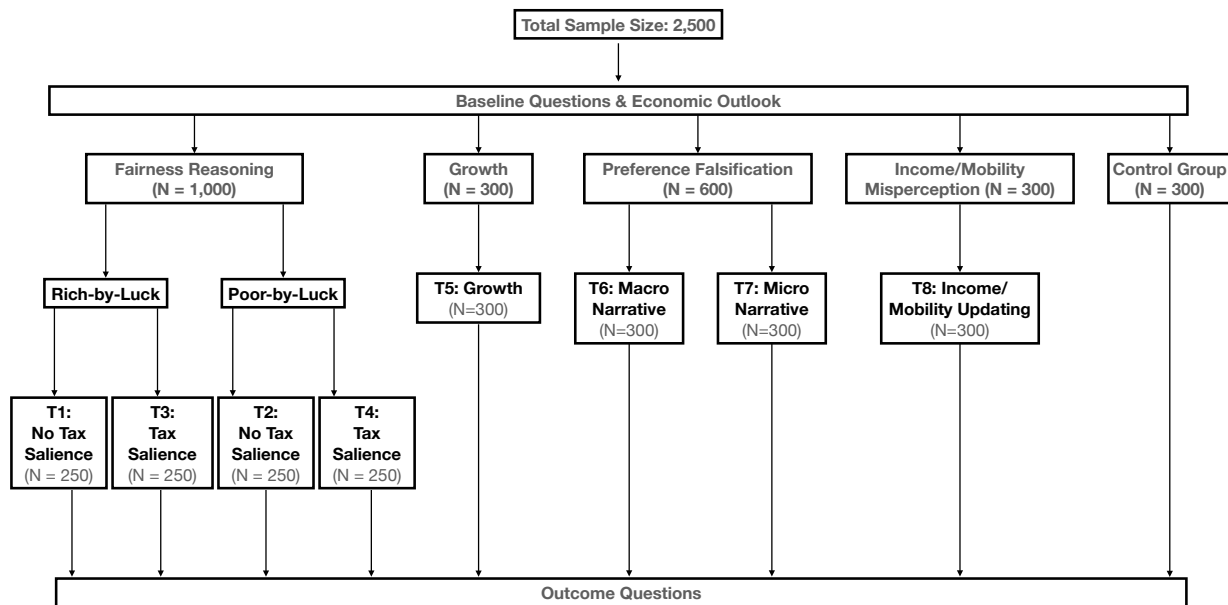 Total Sample Size: 2,500
Baseline Questions & Economic Outlook
Fairness Reasoning
(N = 1,000)
Growth
(N = 300)
Preference Falsification
(N = 600)
Income/Mobility
Misperception (N = 300)
Control Group
(N = 300)
Rich-by-Luck
Poor-by-Luck
T5: Growth
(N=300)
T6: Macro
Narrative
(N=300)
T7: Micro
Narrative
(N=300)
T8: Income/
Mobility Updating
(N=300)
T1:
No Tax
Salience
(N = 250)
T3:
Tax
Salience
(N = 250)
T2:
No Tax
Salience
(N = 250)
T4:
Tax
Salience
(N = 250)
Outcome Questions